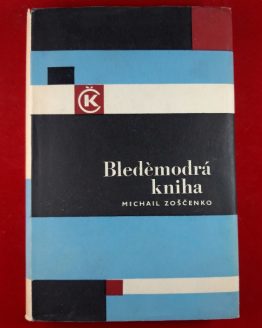 ČK
Bleděmodrá
kniha
MICHAIL ZOŠČENKO